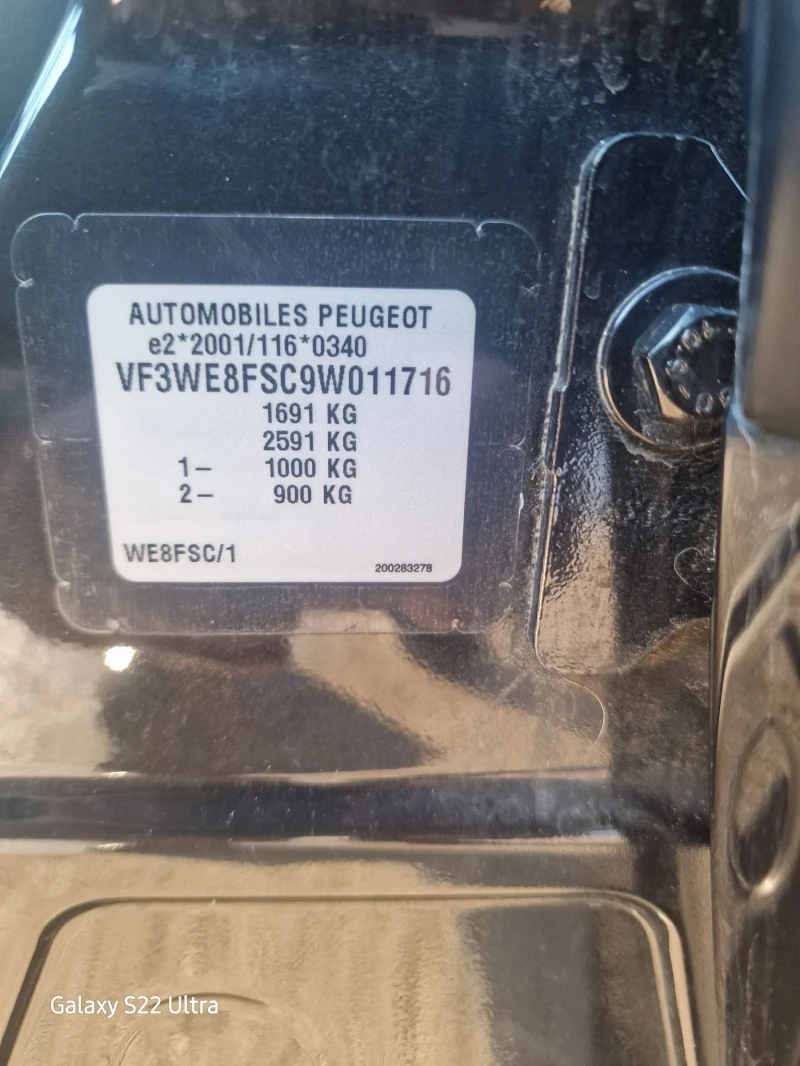 AUTOMOBILES PEUGEOT
e2*2001/116*0340
VF3WE8FSC9W011716
1691 KG
2591 KG
1– 1000 KG
2– 900 KG
WE8FSC/1
200283278
Galaxy S22 Ultra